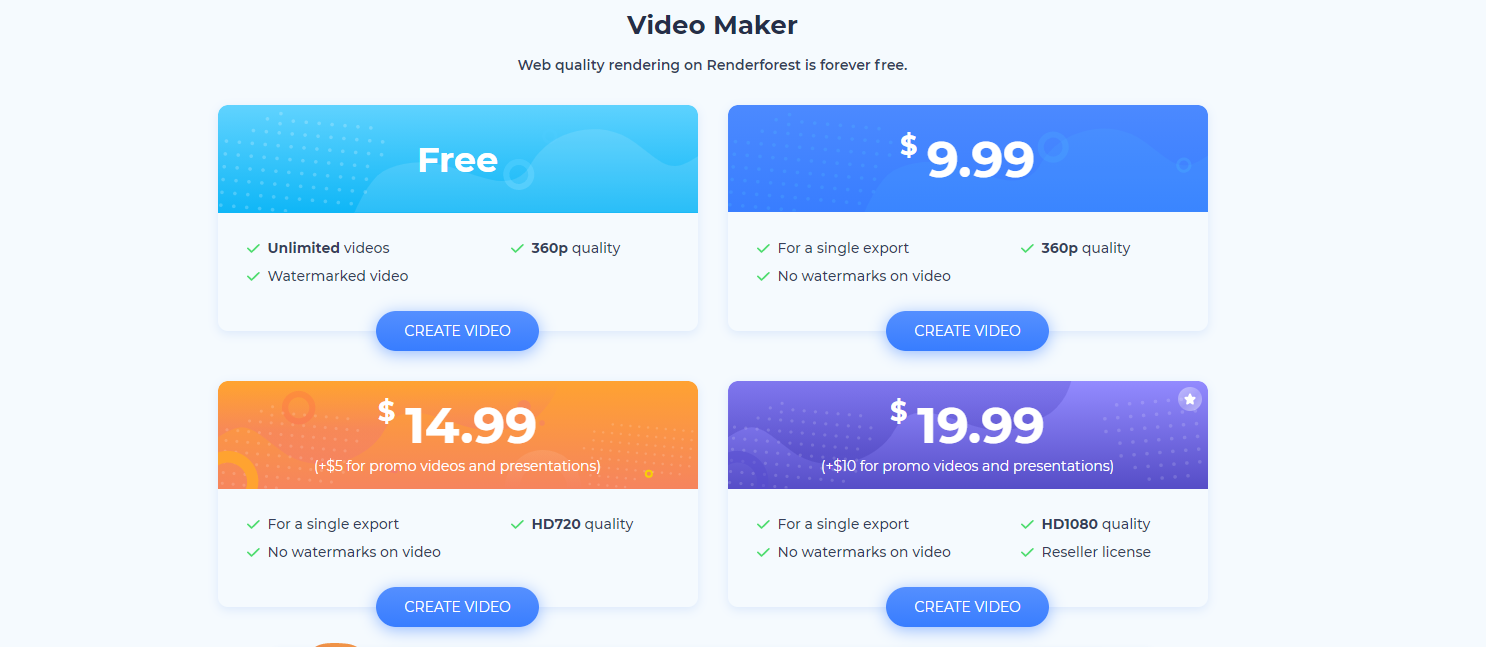 Video Maker
Web quality rendering on Renderforest is forever free.
Free
Unlimited videos
360p quality
Watermarked video
CREATE VIDEO
$ 9.99
For a single export
360p quality
No watermarks on video
CREATE VIDEO
$ 14.99
(+$5 for promo videos and presentations)
For a single export
HD720 quality
No watermarks on video
CREATE VIDEO
$ 19.99
(+$10 for promo videos and presentations)
For a single export
HD1080 quality
No watermarks on video
Reseller license
CREATE VIDEO